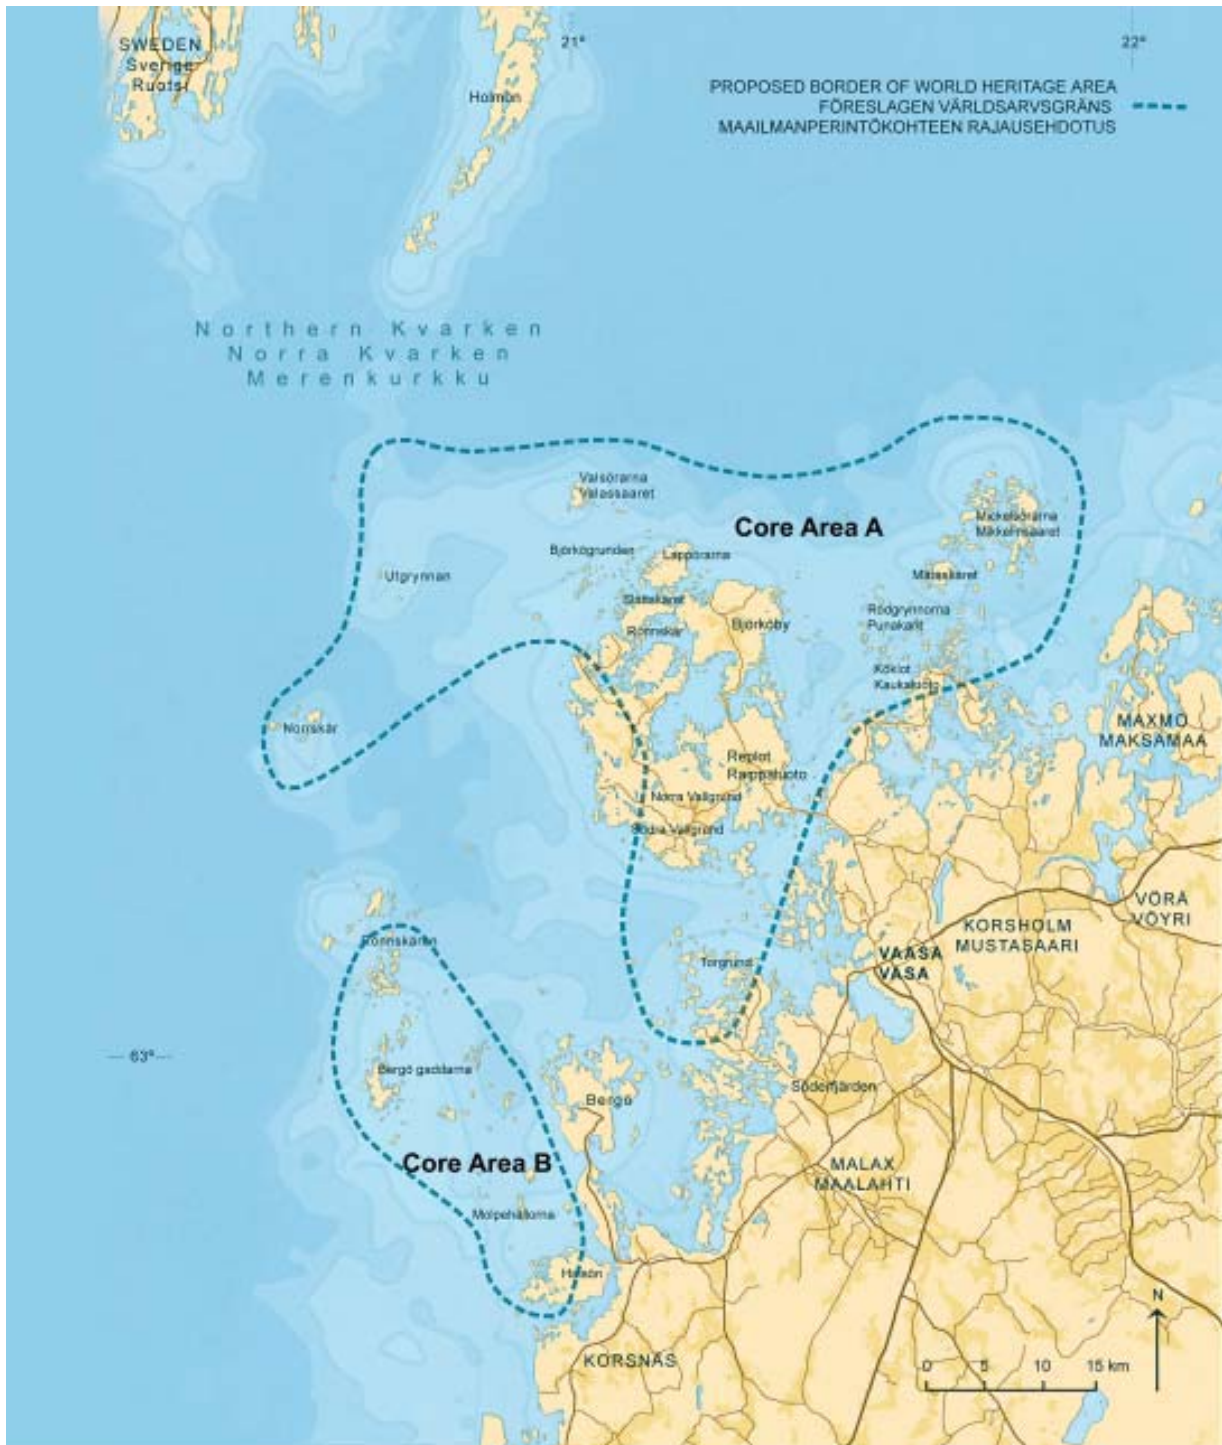 SWEDEN
Sverige
Ruotsi
21°
22°
Holmön
PROPOSED BORDER OF WORLD HERITAGE AREA
FÖRESLAGEN VÄRLDSARVSGRÄNS
MAAILMANPERINTÖKOHTEEN RAJAUSEHDOTUS
Northern Kvarken
Norra Kvarken
Merenkurkku
Valsörarna
Valassaaret
Core Area A
Mickelsörarna
Mikkelinsaaret
Björkögrunden
Lappörarna
Utgrynnan
Slåttskäret
Rönnskär
Björköby
Rödgrynnorna
Punakarit
Köklot
Kaukaluoto
Norrskär
MAXMO
MAKSAMAA
Replot
Raippaluoto
Norra Vallgrund
Södra Vallgrund
VÖRÅ
VÖYRI
KORSHOLM
MUSTASAARI
Rönnskären
VAASA
VASA
Torgrund
63°
Bergö gaddarna
Bergö
Söderfjärden
Core Area B
MALAX
MAALAHTI
Molpehällorna
Halsön
KORSNÄS
N
0 5 10 15 km